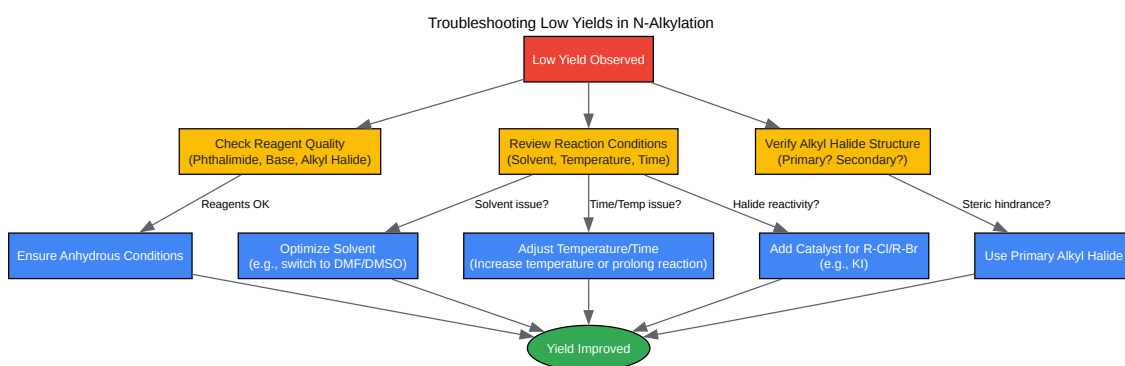 Troubleshooting Low Yields in N-Alkylation
Low Yield Observed
Check Reagent Quality
(Phthalimide, Base, Alkyl Halide)
Review Reaction Conditions
(Solvent, Temperature, Time)
Verify Alkyl Halide Structure
(Primary? Secondary?)
Reagents OK
Solvent issue?
Time/Temp issue?
Halide reactivity?
Steric hindrance?
Ensure Anhydrous Conditions
Optimize Solvent
(e.g., switch to DMF/DMSO)
Adjust Temperature/Time
(Increase temperature or prolong reaction)
Add Catalyst for R-Cl/R-Br
(e.g., KI)
Use Primary Alkyl Halide
Yield Improved